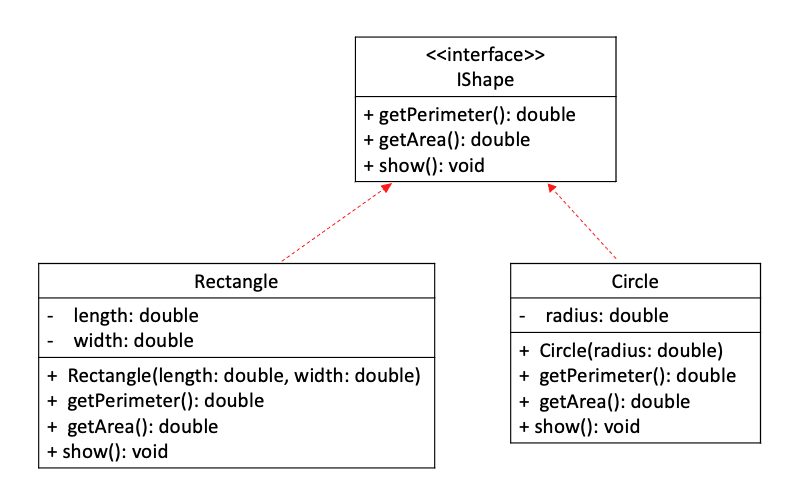 <<interface>>
IShape
+ getPerimeter(): double
+ getArea(): double
+ show(): void
Rectangle
- length: double
- width: double
+ Rectangle(length: double, width: double)
+ getPerimeter(): double
+ getArea(): double
+ show(): void
Circle
- radius: double
+ Circle(radius: double)
+ getPerimeter(): double
+ getArea(): double
+ show(): void